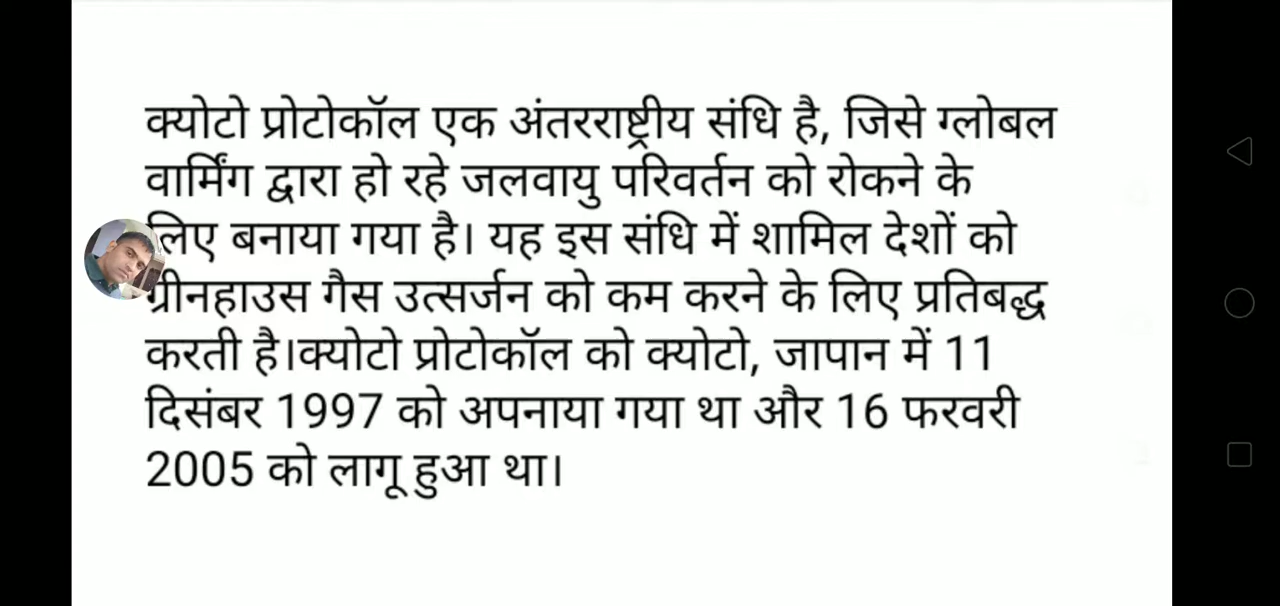 क्योटो प्रोटोकॉल एक अंतरराष्ट्रीय संधि है, जिसे ग्लोबल
वार्मिंग द्वारा हो रहे जलवायु परिवर्तन को रोकने के
लिए बनाया गया है। यह इस संधि में शामिल देशों को
ग्रीनहाउस गैस उत्सर्जन को कम करने के लिए प्रतिबद्ध
करती है।क्योटो प्रोटोकॉल को क्योटो, जापान में 11
दिसंबर 1997 को अपनाया गया था और 16 फरवरी
2005 को लागू हुआ था।